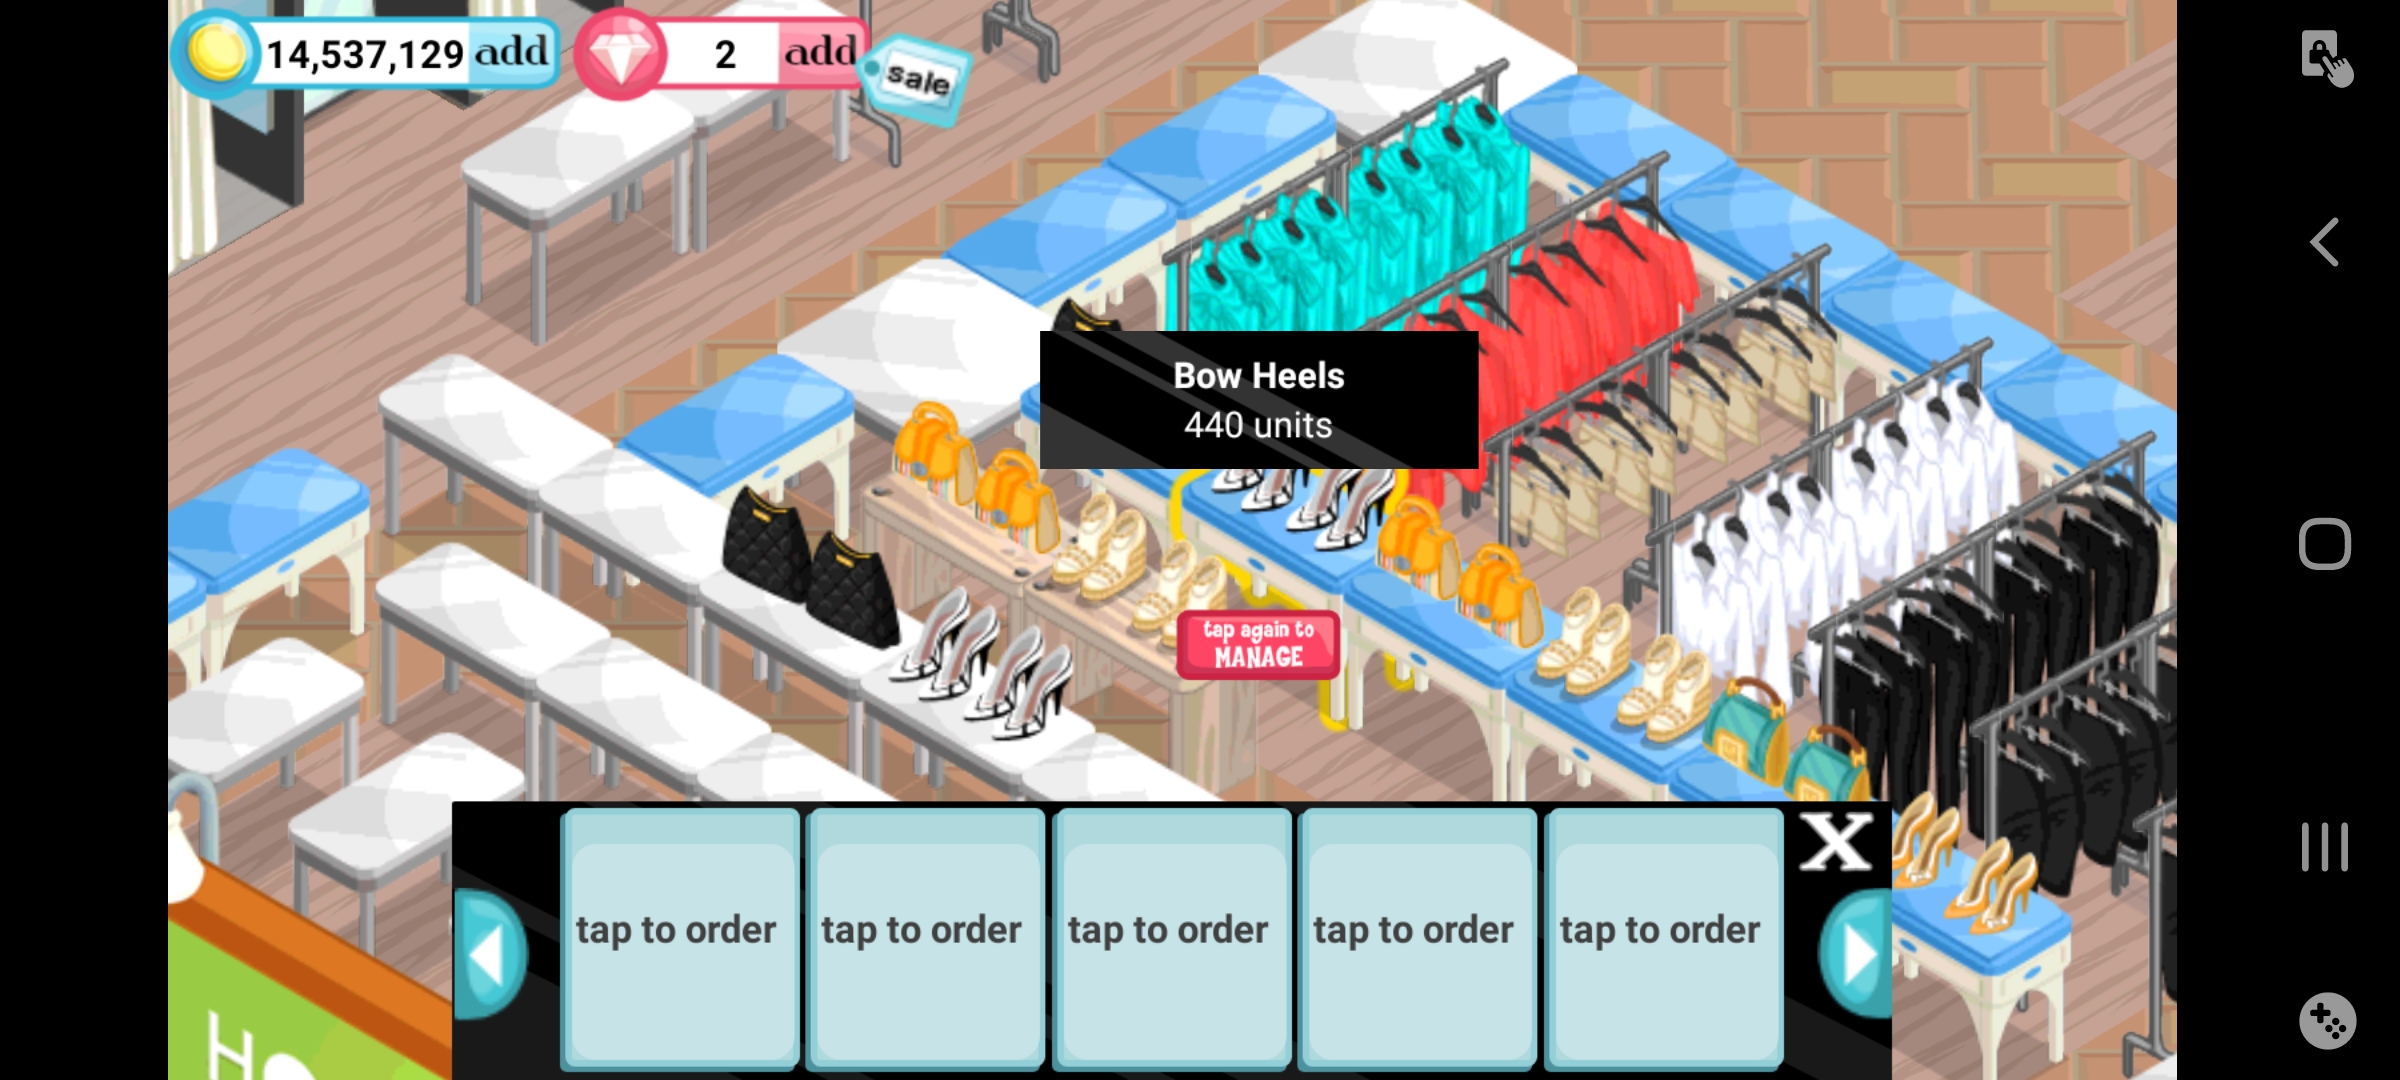 14,537,129 add
2 add
sale
Bow Heels
440 units
tap again to
MANAGE
X
tap to order
tap to order
tap to order
tap to order
tap to order